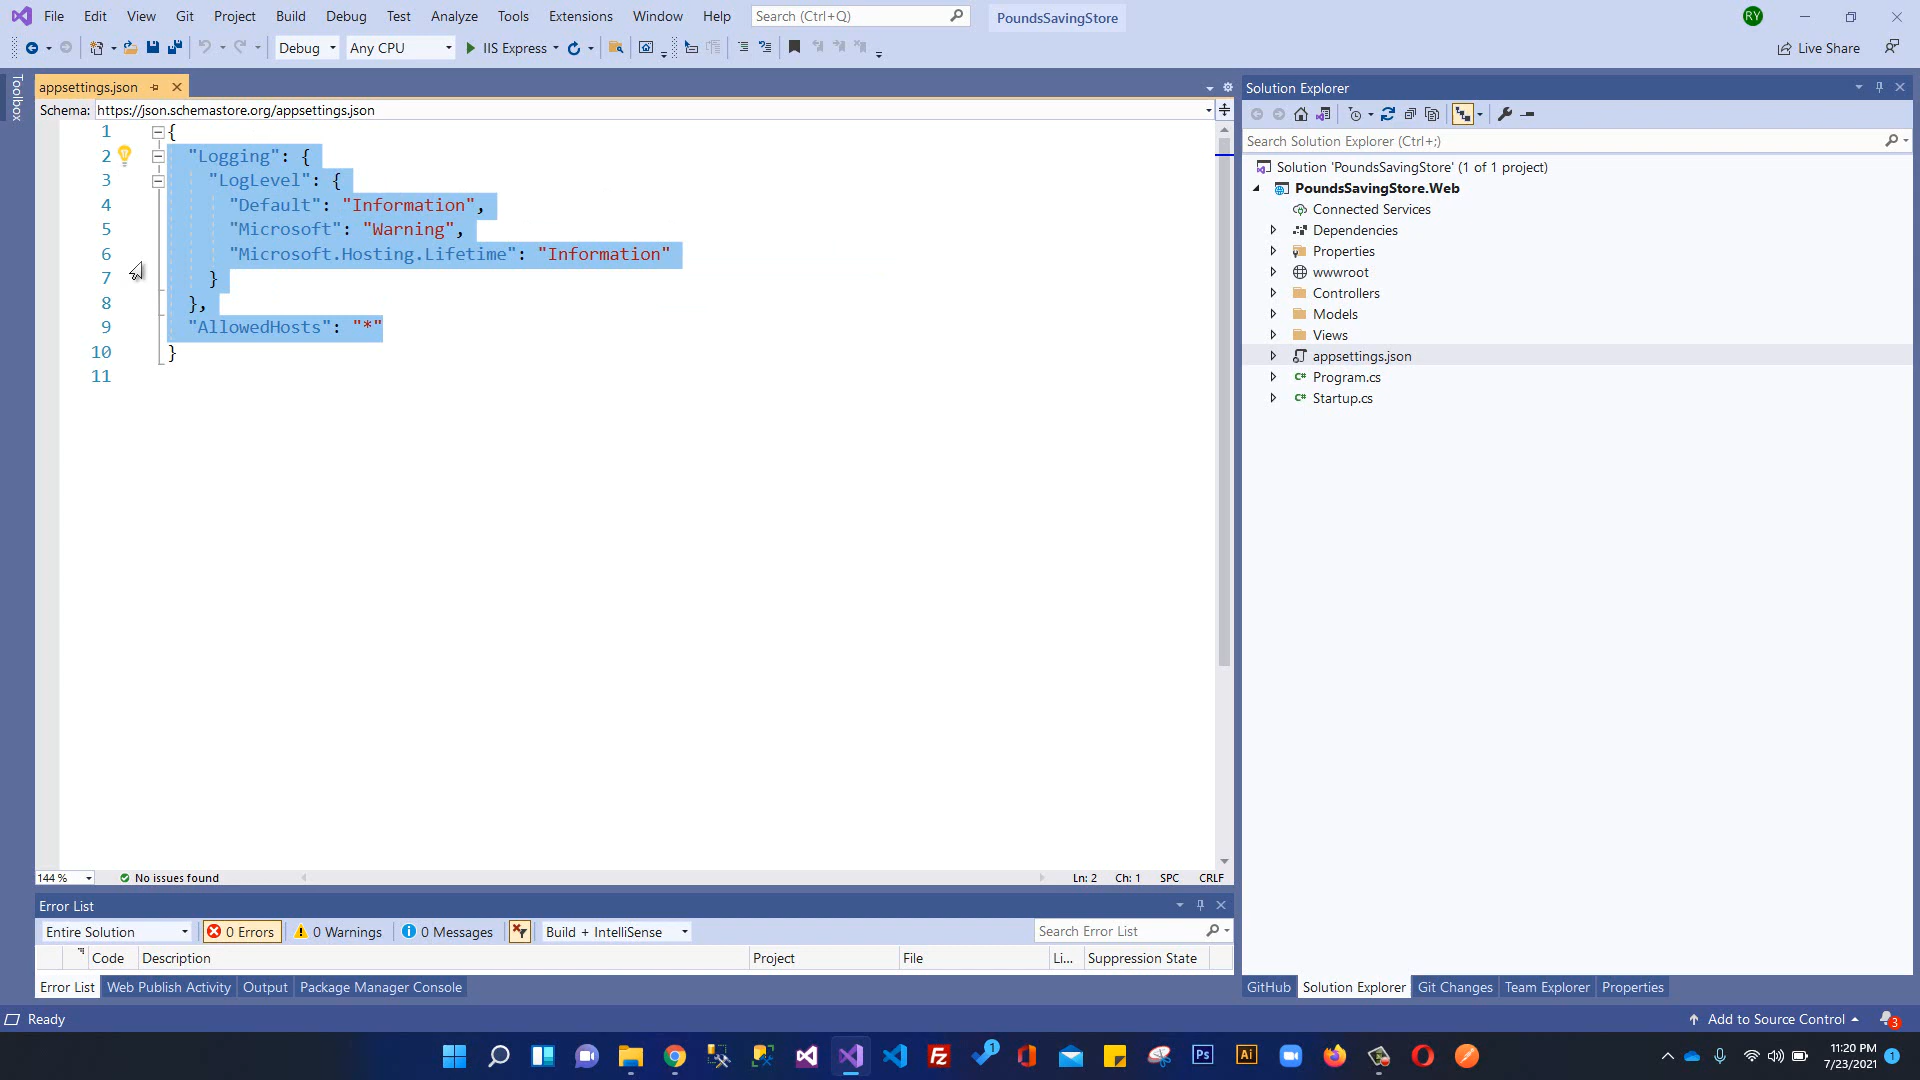 File Edit View Git Project Build Debug Test Analyze Tools Extensions Window Help Search (Ctrl+Q) PoundsSavingStore RY
Debug Any CPU IIS Express Live Share
Toolbox
appsettings.json
Schema: https://json.schemastore.org/appsettings.json
1 {
2 "Logging": {
3 "LogLevel": {
4 "Default": "Information",
5 "Microsoft": "Warning",
6 "Microsoft.Hosting.Lifetime": "Information"
7 }
8 },
9 "AllowedHosts": "*"
10 }
11
144 % No issues found Ln: 2 Ch: 1 SPC CRLF
Error List
Entire Solution 0 Errors 0 Warnings 0 Messages Build + IntelliSense Search Error List
Code Description Project File Li... Suppression State
Error List Web Publish Activity Output Package Manager Console
Solution Explorer
Search Solution Explorer (Ctrl+;)
Solution 'PoundsSavingStore' (1 of 1 project)
PoundsSavingStore.Web
Connected Services
Dependencies
Properties
wwwroot
Controllers
Models
Views
appsettings.json
C# Program.cs
C# Startup.cs
GitHub Solution Explorer Git Changes Team Explorer Properties
Ready Add to Source Control 3
Fz 1 Ps Ai
11:20 PM
7/23/2021 1